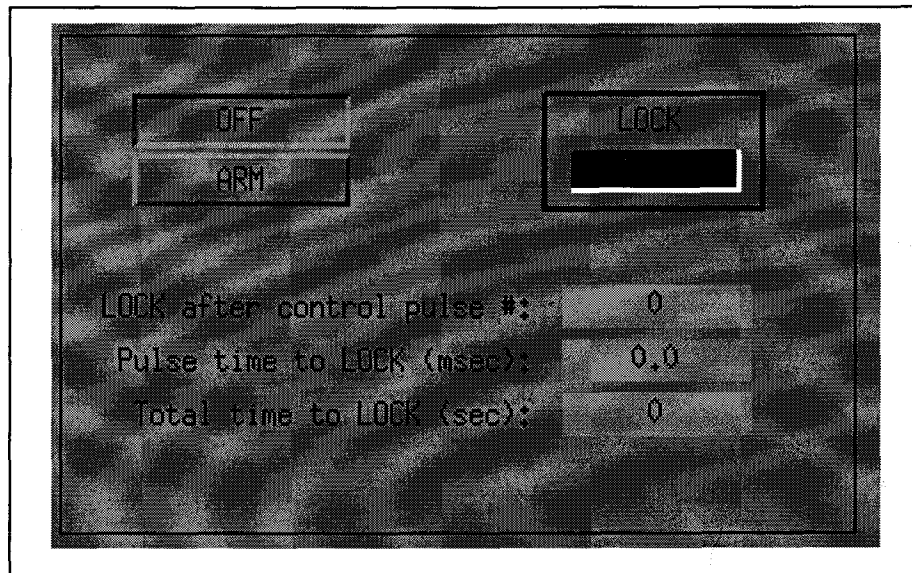 OFF
LOCK
ARM
LOCK after control pulse #: 0
Pulse time to LOCK (msec): 0.0
Total time to LOCK (sec): 0